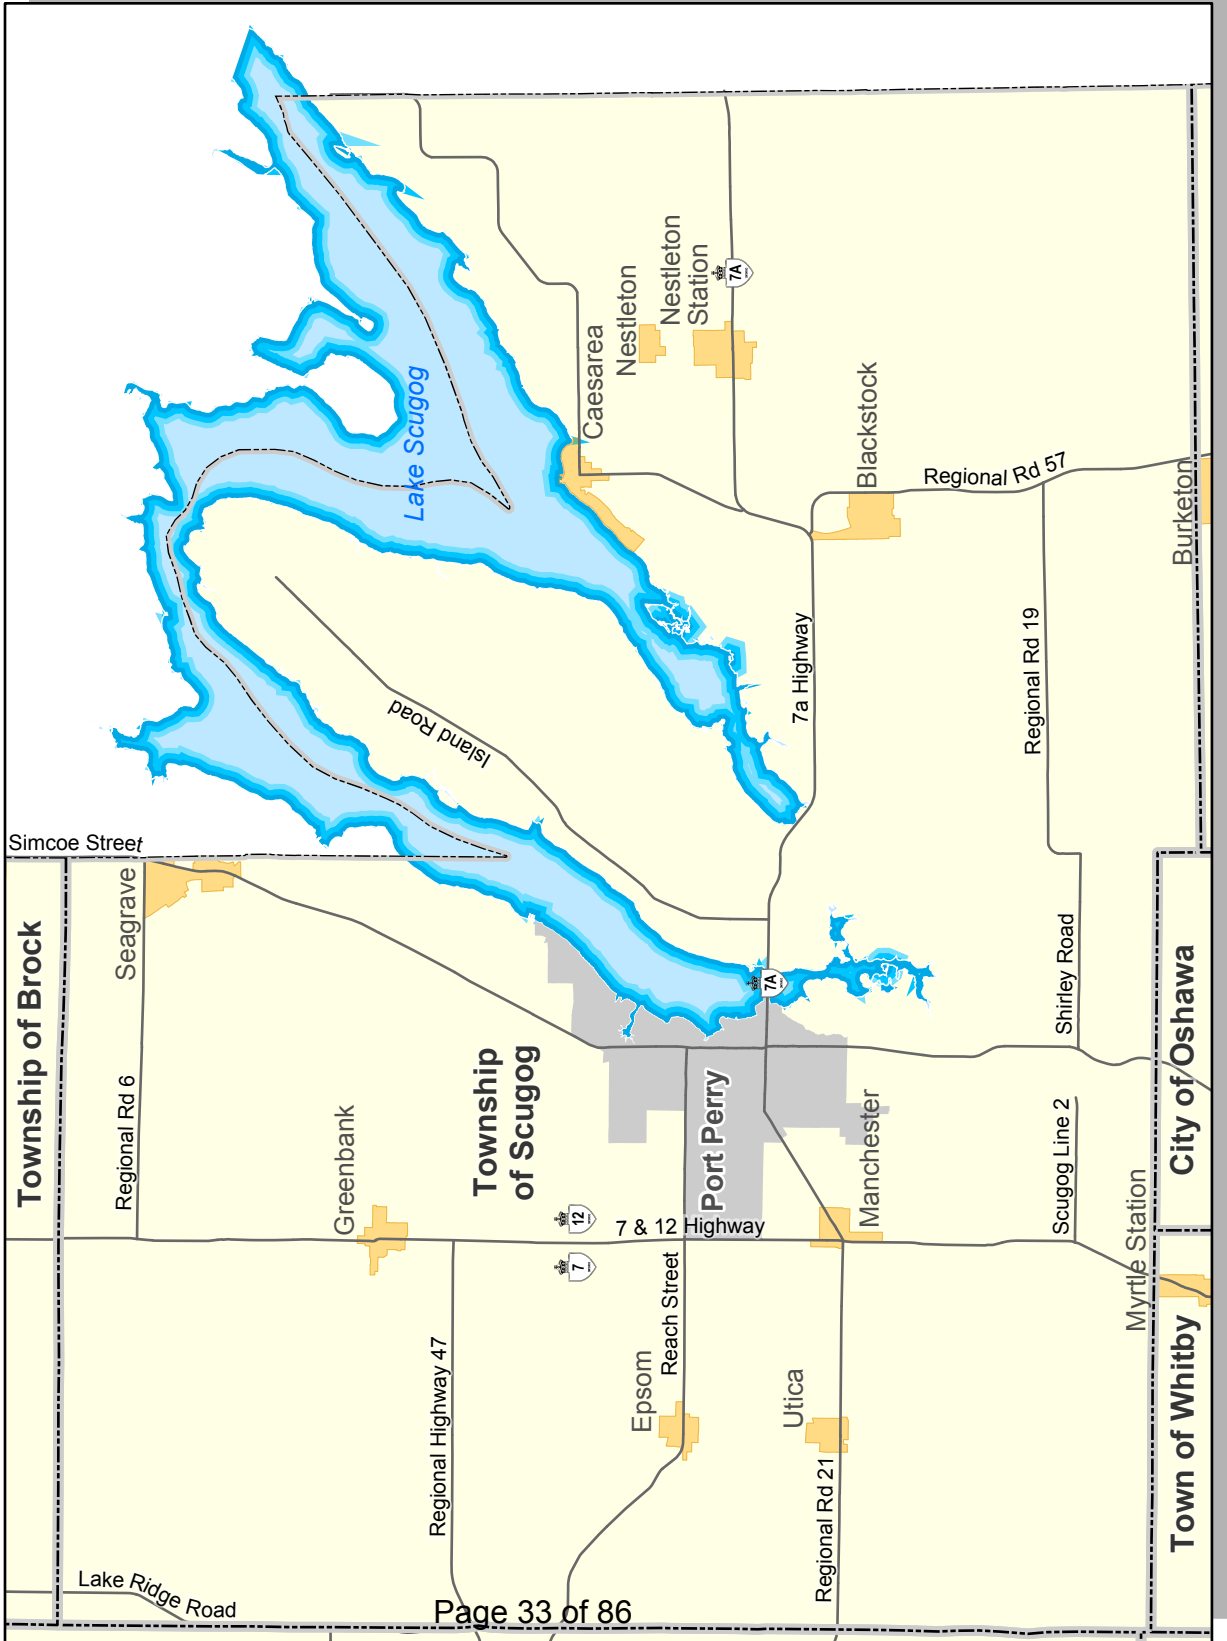 Lake Scugog
Nestleton
Nestleton
Station
7A
Caesarea
Blackstock
Regional Rd 57
Burketon
7a Highway
Regional Rd 19
Island Road
Simcoe Street
Seagrave
Township of Brock
Regional Rd 6
Greenbank
Township
of Scugog
7A
Port Perry
Manchester
Shirley Road
City of Oshawa
Scugog Line 2
12
7
7 & 12 Highway
Reach Street
Myrtle Station
Town of Whitby
Regional Highway 47
Epsom
Utica
Regional Rd 21
Lake Ridge Road
Page 33 of 86